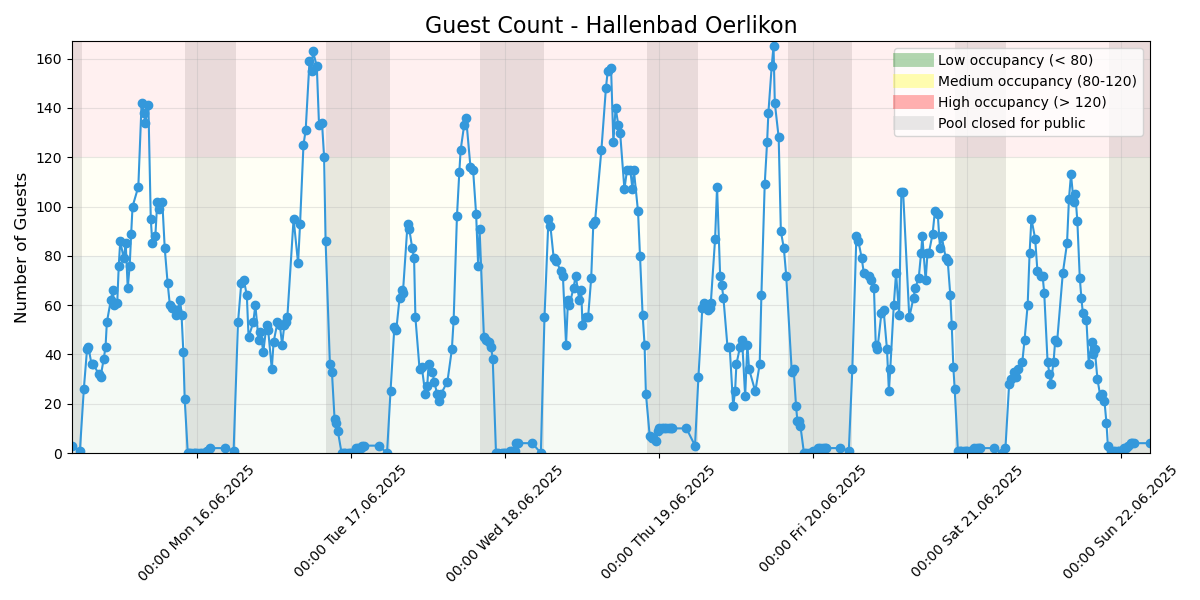 Guest Count - Hallenbad Oerlikon
Number of Guests
160
140
120
100
80
60
40
20
0
Low occupancy (< 80)
Medium occupancy (80-120)
High occupancy (> 120)
Pool closed for public
00:00 Mon 16.06.2025
00:00 Tue 17.06.2025
00:00 Wed 18.06.2025
00:00 Thu 19.06.2025
00:00 Fri 20.06.2025
00:00 Sat 21.06.2025
00:00 Sun 22.06.2025